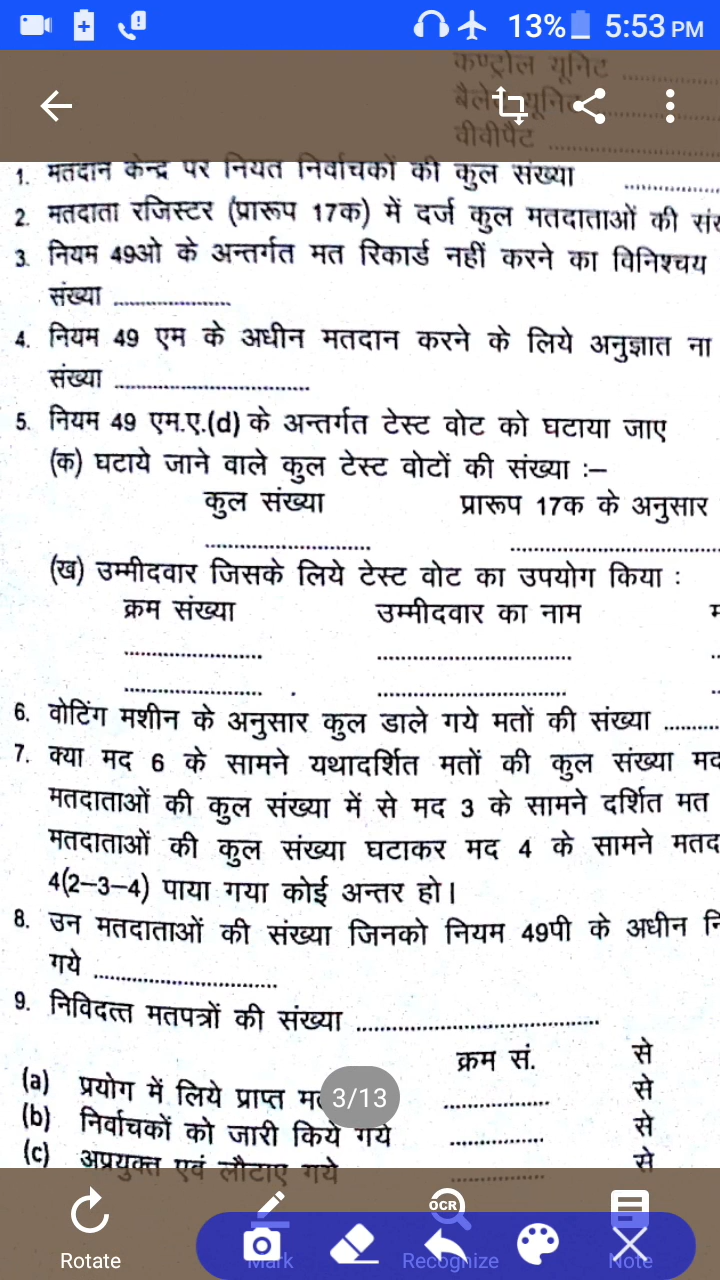 13% 5:53 PM
कण्ट्रोल यूनिट ..............
बैलेट यूनिट ..............
वीवीपैट ..............
1. मतदान केन्द्र पर नियत निर्वाचकों की कुल संख्या ..............
2. मतदाता रजिस्टर (प्रारूप 17क) में दर्ज कुल मतदाताओं की
3. नियम 49ओ के अन्तर्गत मत रिकार्ड नहीं करने का विनिश्चय
संख्या ......................
4. नियम 49 एम के अधीन मतदान करने के लिये अनुज्ञात ना
संख्या ....................................
5. नियम 49 एम.ए.(d) के अन्तर्गत टेस्ट वोट को घटाया जाए
(क) घटाये जाने वाले कुल टेस्ट वोटों की संख्या :–
कुल संख्या प्रारूप 17क के अनुसार
.............................. ......................................
(ख) उम्मीदवार जिसके लिये टेस्ट वोट का उपयोग किया :
क्रम संख्या उम्मीदवार का नाम
......................... ...................................
......................... ...................................
6. वोटिंग मशीन के अनुसार कुल डाले गये मतों की संख्या ..........
7. क्या मद 6 के सामने यथादर्शित मतों की कुल संख्या मद
मतदाताओं की कुल संख्या में से मद 3 के सामने दर्शित मत
मतदाताओं की कुल संख्या घटाकर मद 4 के सामने मतद
4(2–3–4) पाया गया कोई अन्तर हो।
8. उन मतदाताओं की संख्या जिनको नियम 49पी के अधीन
गये .................................
9. निविदत्त मतपत्रों की संख्या ............................................
क्रम सं. से
(a) प्रयोग में लिये प्राप्त .................... से
3/13
(b) निर्वाचकों को जारी किये गये .................. से
(c) अप्रयुक्त एवं लौटाए गये .................. से
Rotate Mark OCR Recognize Note